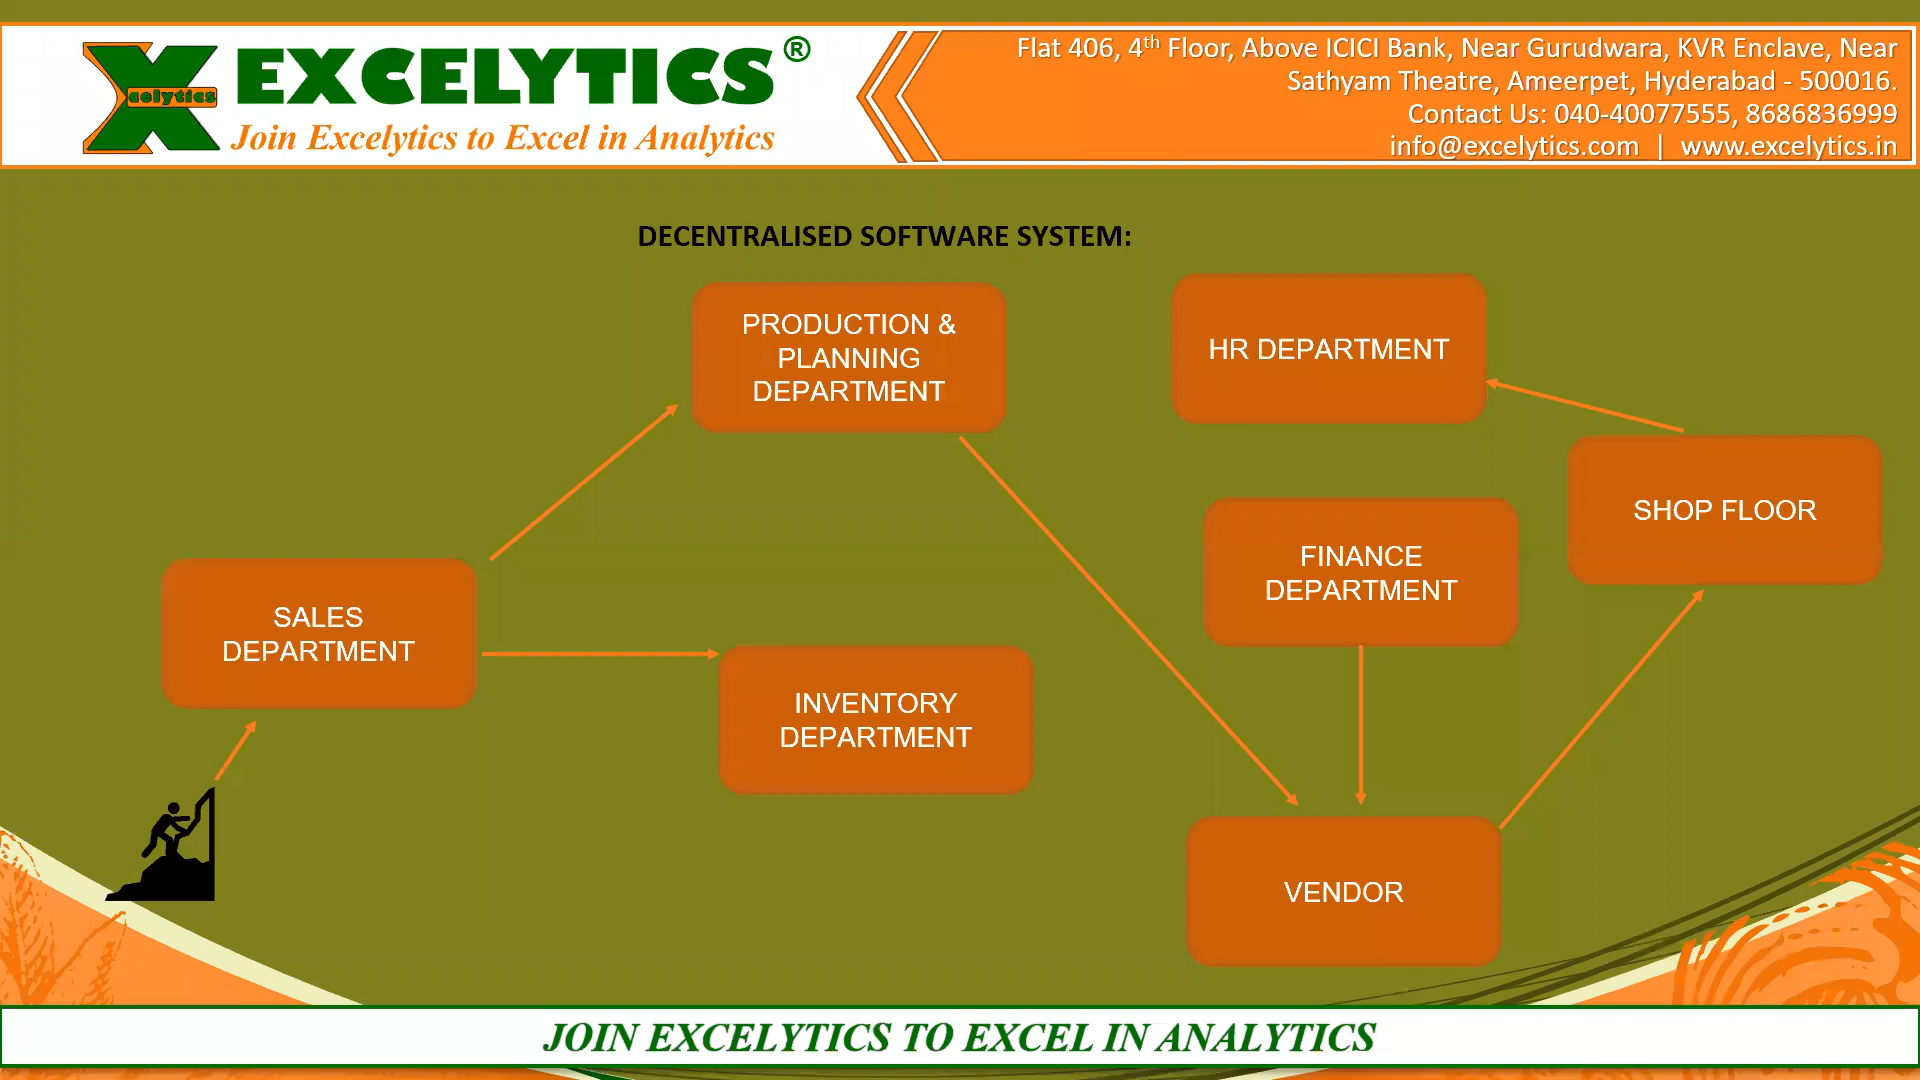 celytics
EXCELYTICS®
Join Excelytics to Excel in Analytics
Flat 406, 4th Floor, Above ICICI Bank, Near Gurudwara, KVR Enclave, Near
Sathyam Theatre, Ameerpet, Hyderabad - 500016.
Contact Us: 040-40077555, 8686836999
info@excelytics.com | www.excelytics.in
DECENTRALISED SOFTWARE SYSTEM:
PRODUCTION &
PLANNING
DEPARTMENT
HR DEPARTMENT
SHOP FLOOR
FINANCE
DEPARTMENT
SALES
DEPARTMENT
INVENTORY
DEPARTMENT
VENDOR
JOIN EXCELYTICS TO EXCEL IN ANALYTICS